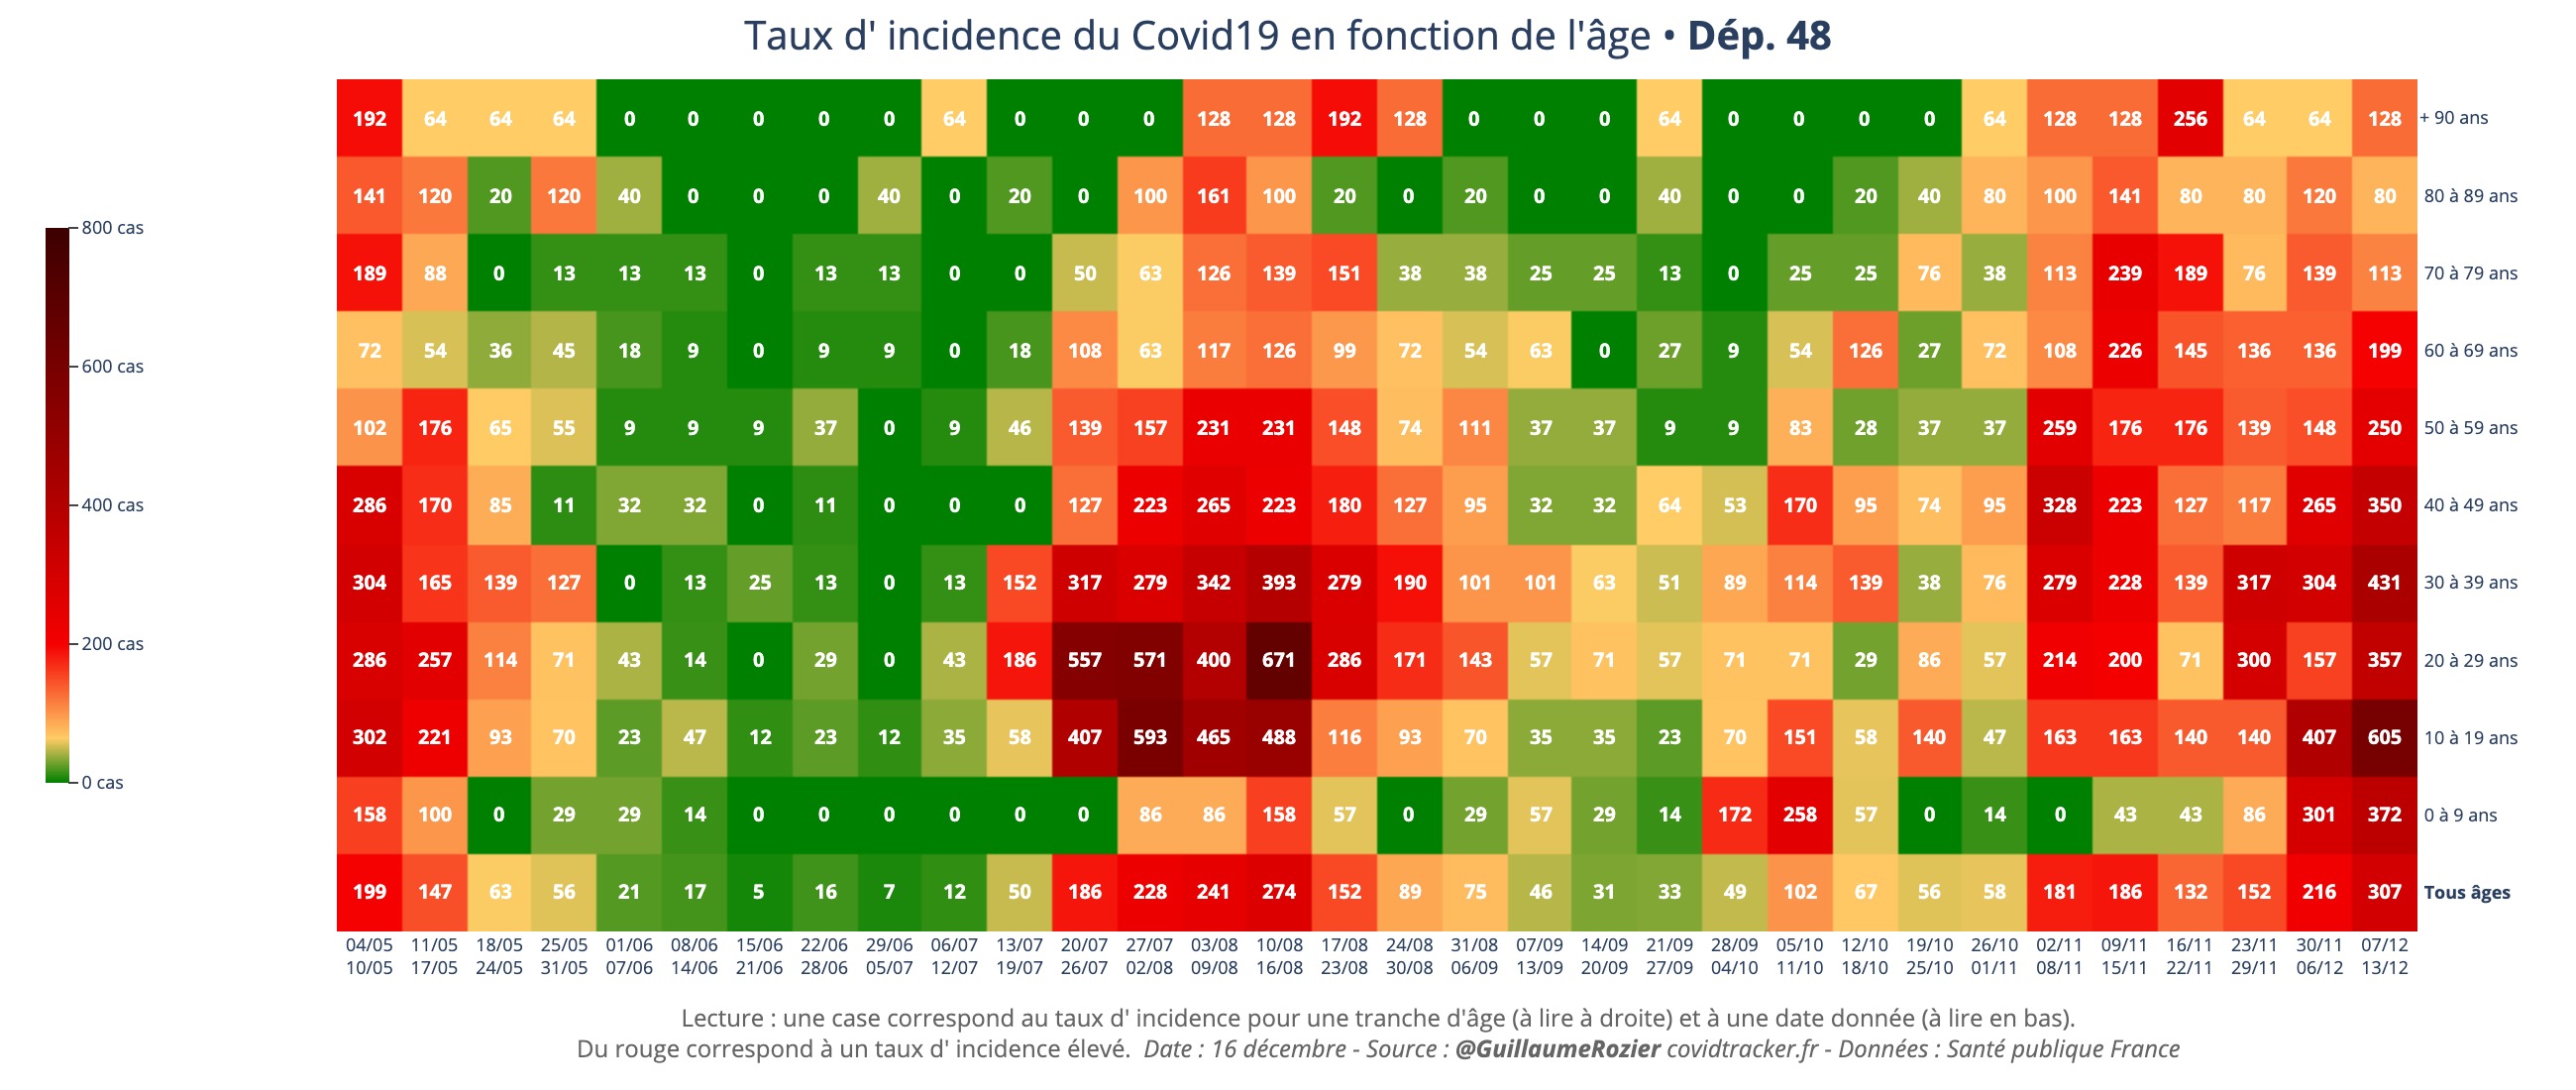 Taux d' incidence du Covid19 en fonction de l'âge • Dép. 48
800 cas
600 cas
400 cas
200 cas
0 cas
192 64 64 64 0 0 0 0 0 64 0 0 0 128 128 192 128 0 0 0 64 0 0 0 0 64 128 128 256 64 64 128 + 90 ans
141 120 20 120 40 0 0 0 40 0 20 0 100 161 100 20 0 20 0 0 40 0 0 20 40 80 100 141 80 80 120 80 80 à 89 ans
189 88 0 13 13 13 0 13 13 0 0 50 63 126 139 151 38 38 25 25 13 0 25 25 76 38 113 239 189 76 139 113 70 à 79 ans
72 54 36 45 18 9 0 9 9 0 18 108 63 117 126 99 72 54 63 0 27 9 54 126 27 72 108 226 145 136 136 199 60 à 69 ans
102 176 65 55 9 9 9 37 0 9 46 139 157 231 231 148 74 111 37 37 9 9 83 28 37 37 259 176 176 139 148 250 50 à 59 ans
286 170 85 11 32 32 0 11 0 0 0 127 223 265 223 180 127 95 32 32 64 53 170 95 74 95 328 223 127 117 265 350 40 à 49 ans
304 165 139 127 0 13 25 13 0 13 152 317 279 342 393 279 190 101 101 63 51 89 114 139 38 76 279 228 139 317 304 431 30 à 39 ans
286 257 114 71 43 14 0 29 0 43 186 557 571 400 671 286 171 143 57 71 57 71 71 29 86 57 214 200 71 300 157 357 20 à 29 ans
302 221 93 70 23 47 12 23 12 35 58 407 593 465 488 116 93 70 35 35 23 70 151 58 140 47 163 163 140 140 407 605 10 à 19 ans
158 100 0 29 29 14 0 0 0 0 0 0 86 86 158 57 0 29 57 29 14 172 258 57 0 14 0 43 43 86 301 372 0 à 9 ans
199 147 63 56 21 17 5 16 7 12 50 186 228 241 274 152 89 75 46 31 33 49 102 67 56 58 181 186 132 152 216 307 Tous âges
04/05 11/05 18/05 25/05 01/06 08/06 15/06 22/06 29/06 06/07 13/07 20/07 27/07 03/08 10/08 17/08 24/08 31/08 07/09 14/09 21/09 28/09 05/10 12/10 19/10 26/10 02/11 09/11 16/11 23/11 30/11 07/12
10/05 17/05 24/05 31/05 07/06 14/06 21/06 28/06 05/07 12/07 19/07 26/07 02/08 09/08 16/08 23/08 30/08 06/09 13/09 20/09 27/09 04/10 11/10 18/10 25/10 01/11 08/11 15/11 22/11 29/11 06/12 13/12
Lecture : une case correspond au taux d' incidence pour une tranche d'âge (à lire à droite) et à une date donnée (à lire en bas).
Du rouge correspond à un taux d' incidence élevé. Date : 16 décembre - Source : @GuillaumeRozier covidtracker.fr - Données : Santé publique France